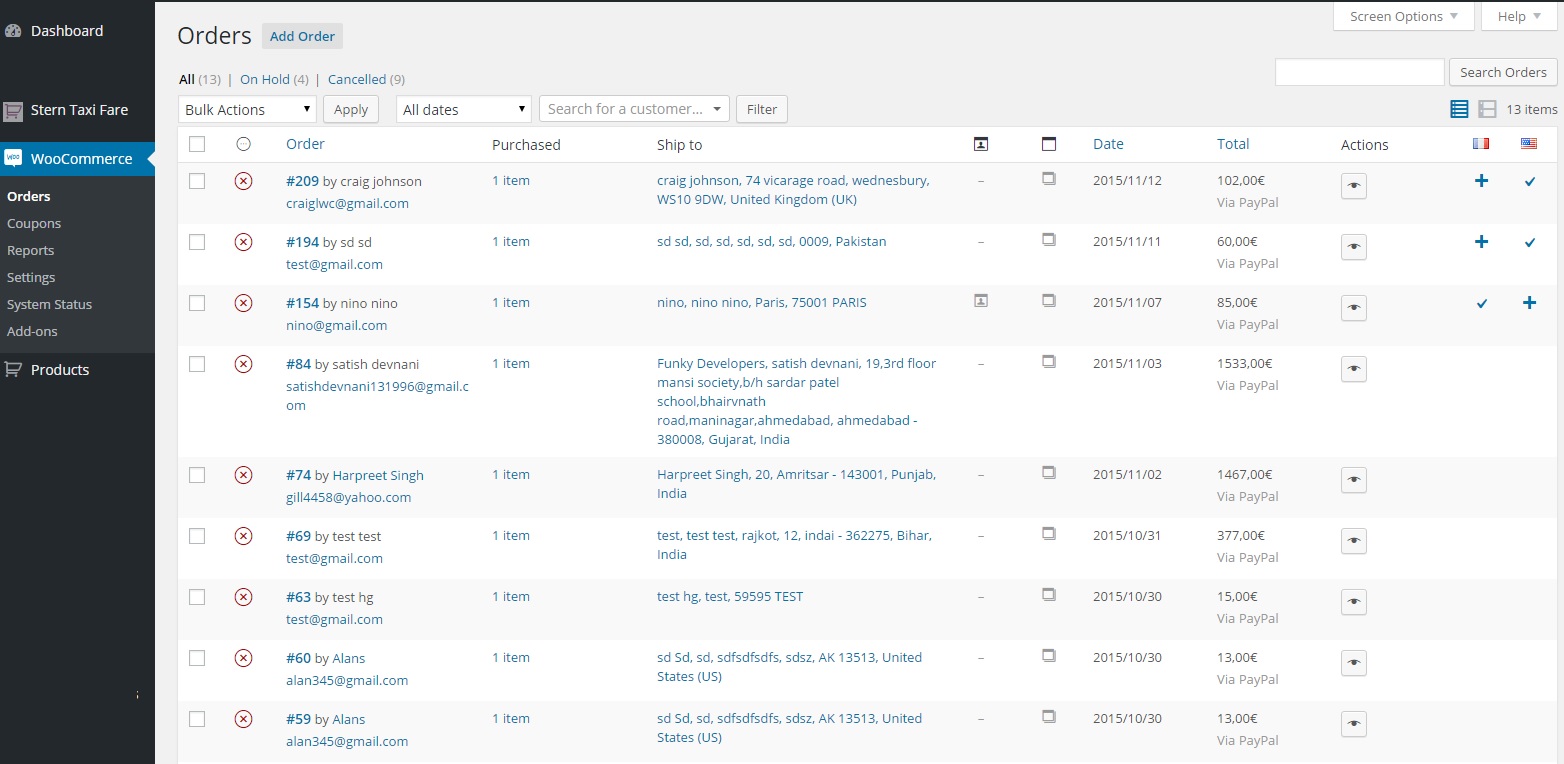 Dashboard
Stern Taxi Fare
WooCommerce
Orders
Coupons
Reports
Settings
System Status
Add-ons
Products
Screen Options
Help
Orders
Add Order
All (13) | On Hold (4) | Cancelled (9)
Search Orders
Bulk Actions
Apply
All dates
Search for a customer...
Filter
13 items
Order Purchased Ship to Date Total Actions
#209 by craig johnson 1 item craig johnson, 74 vicarage road, wednesbury, – 2015/11/12 102,00€
craiglwc@gmail.com WS10 9DW, United Kingdom (UK) Via PayPal
#194 by sd sd 1 item sd sd, sd, sd, sd, sd, sd, 0009, Pakistan – 2015/11/11 60,00€
test@gmail.com Via PayPal
#154 by nino nino 1 item nino, nino nino, Paris, 75001 PARIS 2015/11/07 85,00€
nino@gmail.com Via PayPal
#84 by satish devnani 1 item Funky Developers, satish devnani, 19,3rd floor – 2015/11/03 1533,00€
satishdevnani131996@gmail.c mansi society,b/h sardar patel Via PayPal
om school,bhairvnath
road,maninagar,ahmedabad, ahmedabad -
380008, Gujarat, India
#74 by Harpreet Singh 1 item Harpreet Singh, 20, Amritsar - 143001, Punjab, – 2015/11/02 1467,00€
gill4458@yahoo.com India Via PayPal
#69 by test test 1 item test, test test, rajkot, 12, indai - 362275, Bihar, – 2015/10/31 377,00€
test@gmail.com India Via PayPal
#63 by test hg 1 item test hg, test, 59595 TEST – 2015/10/30 15,00€
test@gmail.com Via PayPal
#60 by Alans 1 item sd Sd, sd, sdfsdfsdfs, sdsz, AK 13513, United – 2015/10/30 13,00€
alan345@gmail.com States (US) Via PayPal
#59 by Alans 1 item sd Sd, sd, sdfsdfsdfs, sdsz, AK 13513, United – 2015/10/30 13,00€
alan345@gmail.com States (US) Via PayPal